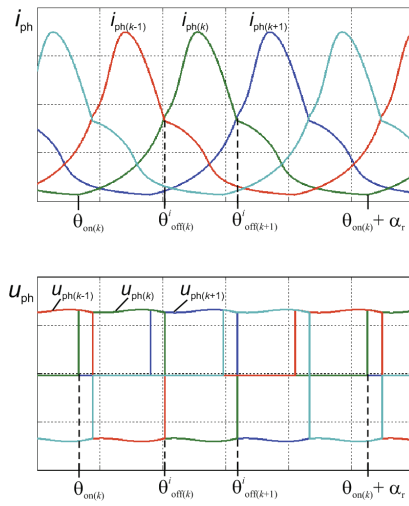 i_ph i_ph(k-1) i_ph(k) i_ph(k+1)
θ_on(k) θ^i_off(k) θ^i_off(k+1) θ_on(k) + α_r
u_ph u_ph(k-1) u_ph(k) u_ph(k+1)
θ_on(k) θ^i_off(k) θ^i_off(k+1) θ_on(k) + α_r